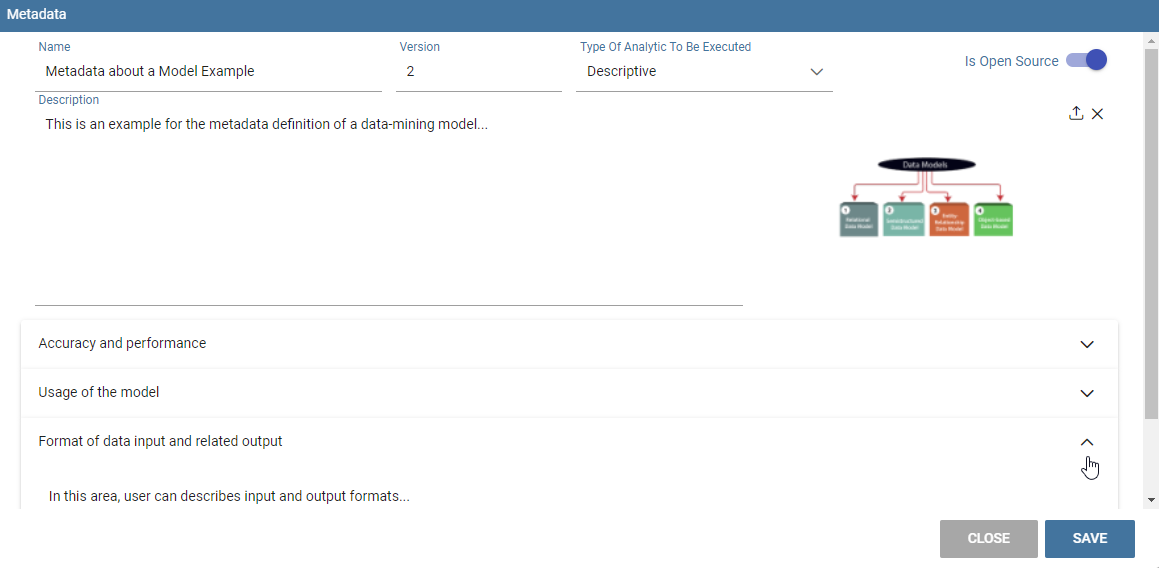 Metadata
Name
Version
Type Of Analytic To Be Executed
Is Open Source
Metadata about a Model Example
2
Descriptive
Description
This is an example for the metadata definition of a data-mining model...
Data Models
1
2
3
4
Relational
Data Model
Semistructured
Data Model
Entity
Relationship
Data Model
Object-based
Data Model
Accuracy and performance
Usage of the model
Format of data input and related output
In this area, user can describes input and output formats...
CLOSE
SAVE